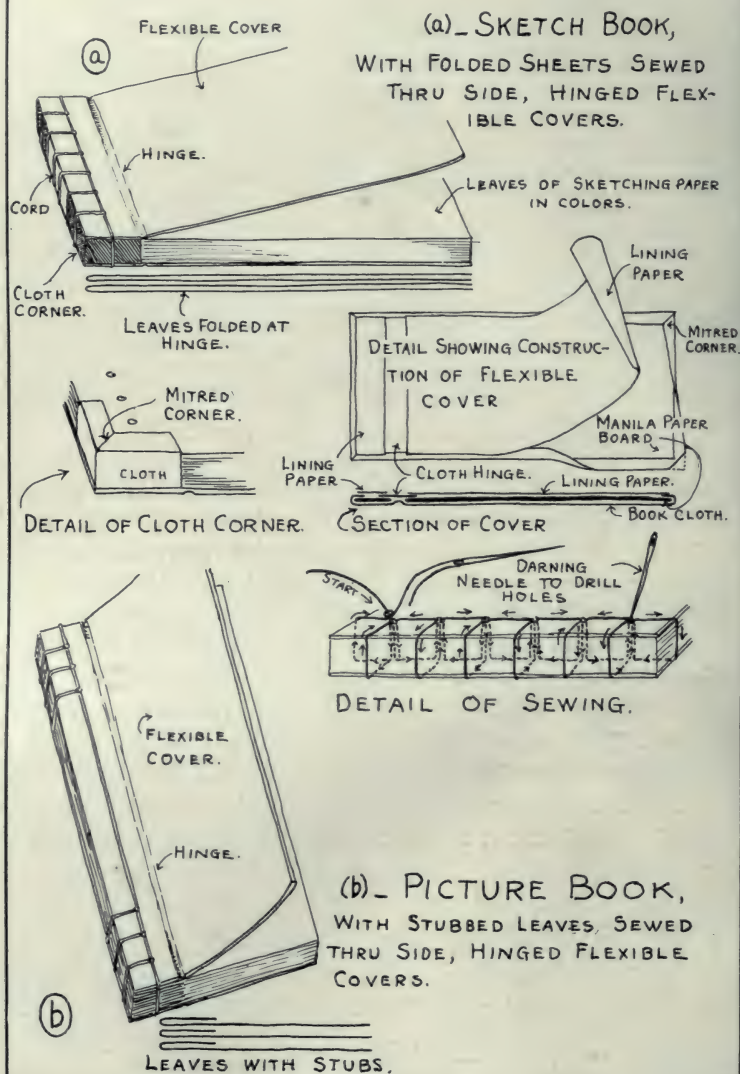 (a)_ SKETCH BOOK,
WITH FOLDED SHEETS SEWED
THRU SIDE, HINGED FLEX-
IBLE COVERS.
a
FLEXIBLE COVER
HINGE.
CORD
LEAVES OF SKETCHING PAPER
IN COLORS.
CLOTH
CORNER.
LEAVES FOLDED AT
HINGE.
LINING
PAPER
MITRED
CORNER.
DETAIL SHOWING CONSTRUC-
TION OF FLEXIBLE
COVER
MANILA PAPER
BOARD
MITRED
CORNER.
CLOTH
DETAIL OF CLOTH CORNER.
LINING
PAPER
CLOTH HINGE.
LINING PAPER.
SECTION OF COVER
BOOK CLOTH.
START
DARNING
NEEDLE TO DRILL
HOLES
DETAIL OF SEWING.
FLEXIBLE
COVER.
HINGE.
(b)_ PICTURE BOOK,
WITH STUBBED LEAVES, SEWED
THRU SIDE, HINGED FLEXIBLE
COVERS.
b
LEAVES WITH STUBS.